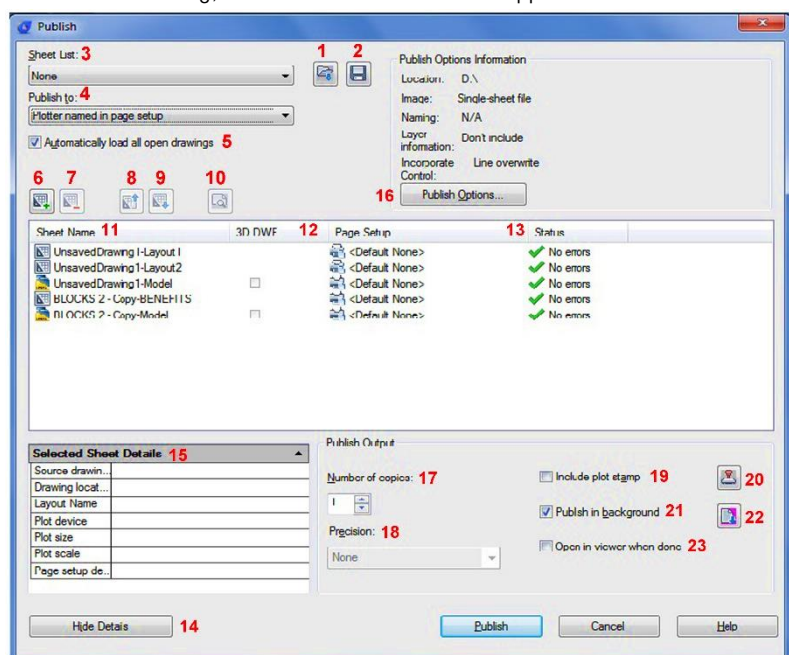 Publish
Sheet List: 3
1 2
None
Publish to: 4
Plotter named in page setup
Automatically load all open drawings 5
6 7 8 9 10
Publish Options Information
Location: D:\
Image: Single-sheet file
Naming: N/A
Layer information: Don't include
Incorporate Control: Line overwrite
16 Publish Options...
Sheet Name 11 3D DWF 12 Page Setup 13 Status
UnsavedDrawing1-Layout1 <Default None> No errors
UnsavedDrawing1-Layout2 <Default None> No errors
UnsavedDrawing1-Model <Default None> No errors
BLOCKS 2 - Copy-BENEFITS <Default None> No errors
BLOCKS 2 - Copy-Model <Default None> No errors
Selected Sheet Details 15
Source drawin...
Drawing locat...
Layout Name
Plot device
Plot size
Plot scale
Page setup de...
Hide Details 14
Publish Output
Number of copies: 17
1
Precision: 18
None
Include plot stamp 19
20
Publish in background 21
22
Open in viewer when done 23
Publish Cancel Help